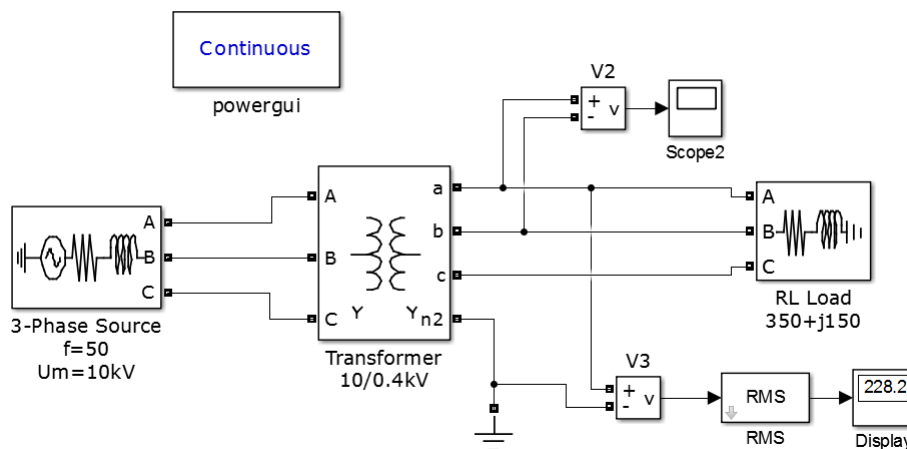 Continuous
powergui
V2
+
-
v
Scope2
A
B
C
3-Phase Source
f=50
Um=10kV
A
B
C
a
b
c
n2
Y
Y
Transformer
10/0.4kV
A
B
C
RL Load
350+j150
V3
+
-
v
RMS
RMS
228.2
Display